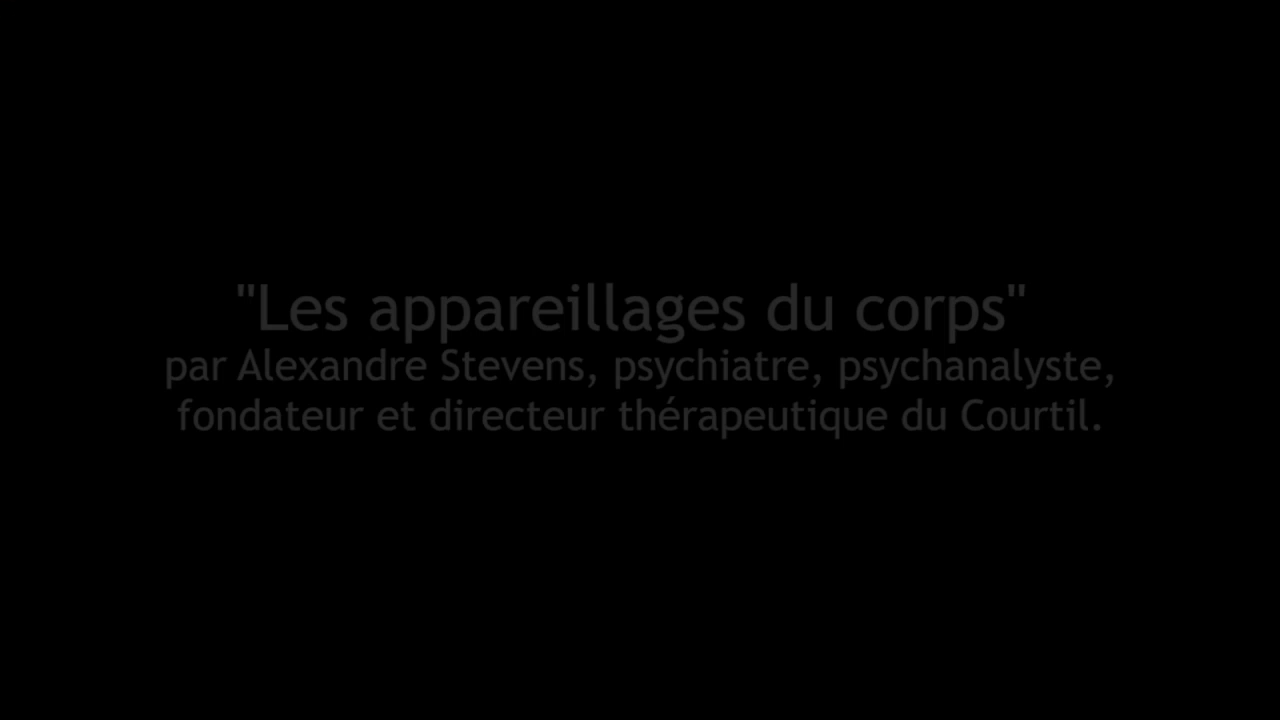 "Les appareillages du corps"
par Alexandre Stevens, psychiatre, psychanalyste,
fondateur et directeur thérapeutique du Courtil.